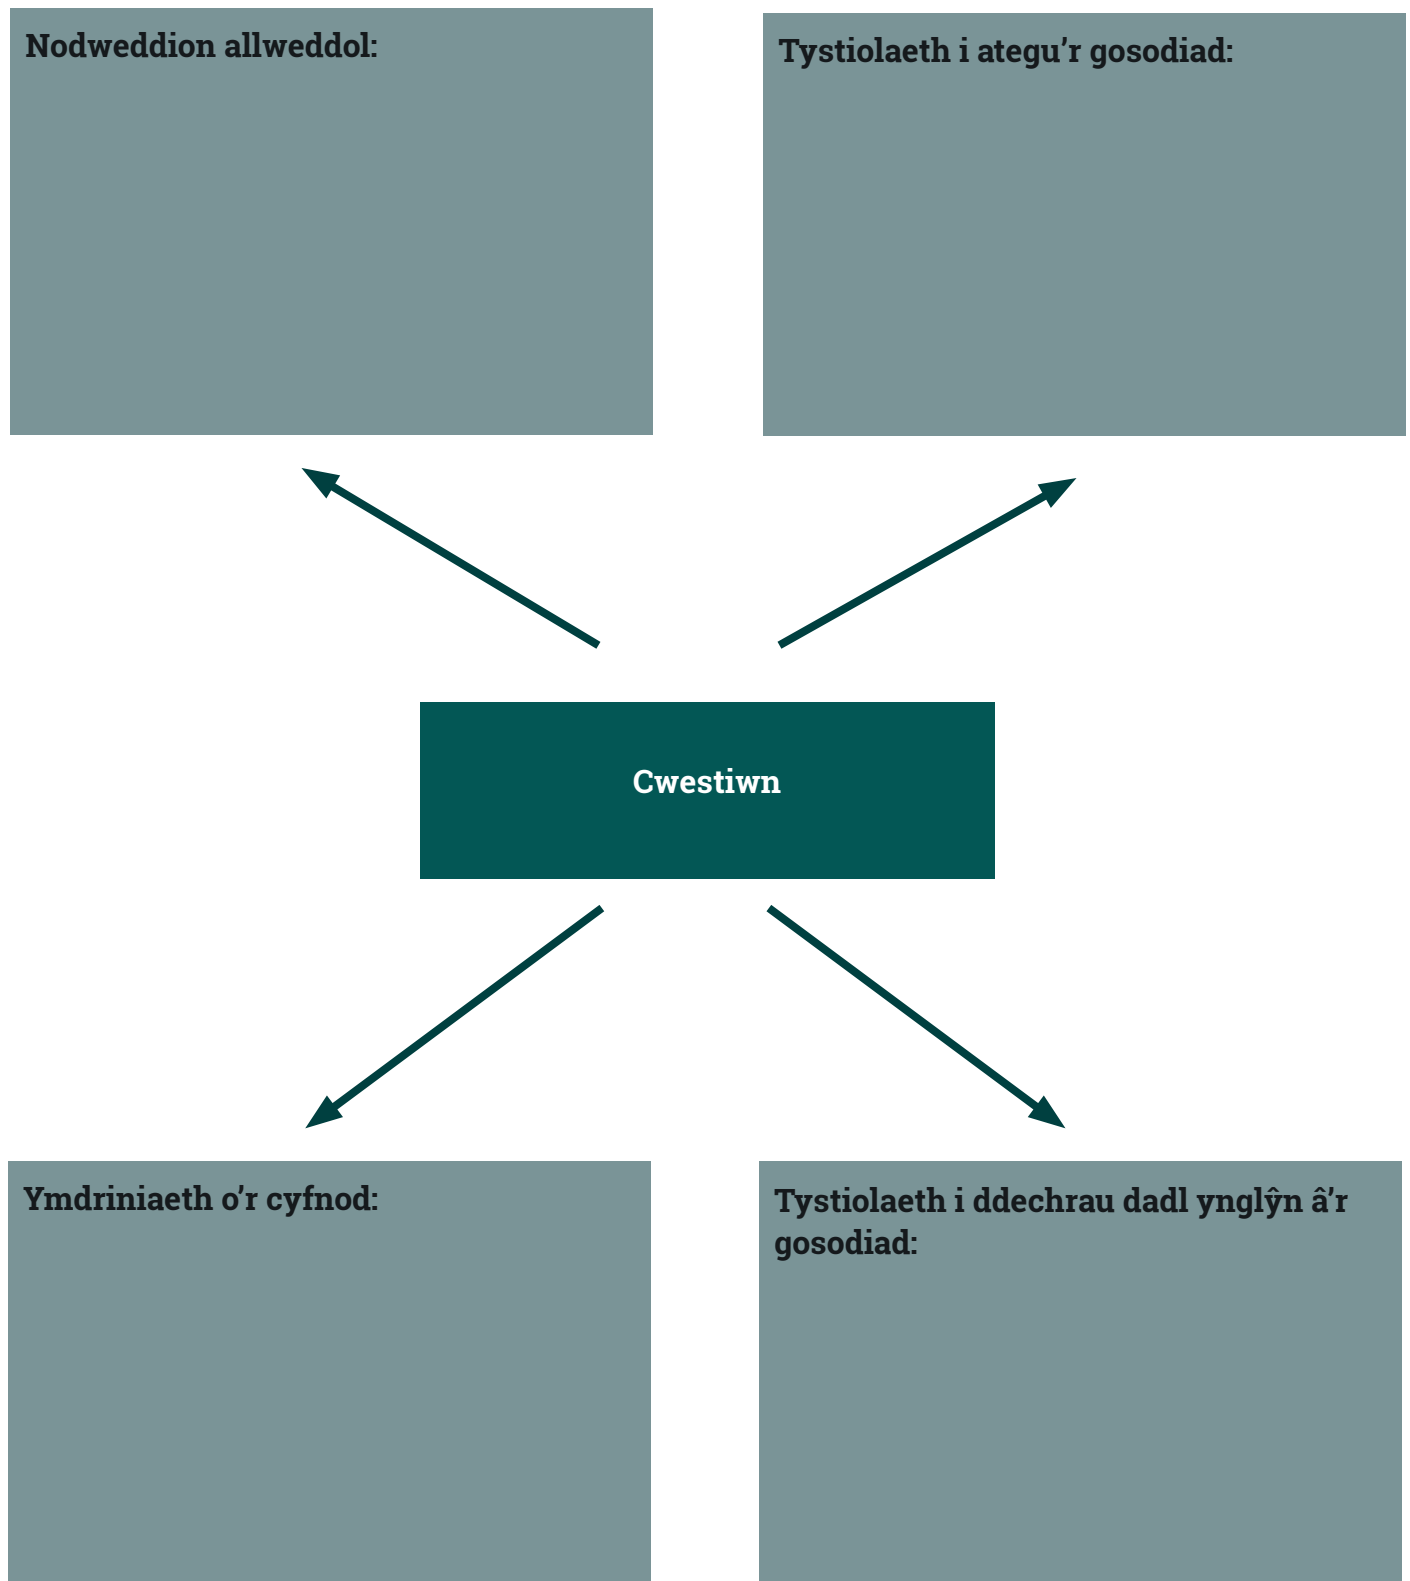 Nodweddion allweddol:
Tystiolaeth i ategu’r gosodiad:
Cwestiwn
Ymdriniaeth o’r cyfnod:
Tystiolaeth i ddechrau dadl ynglŷn â’r
gosodiad: